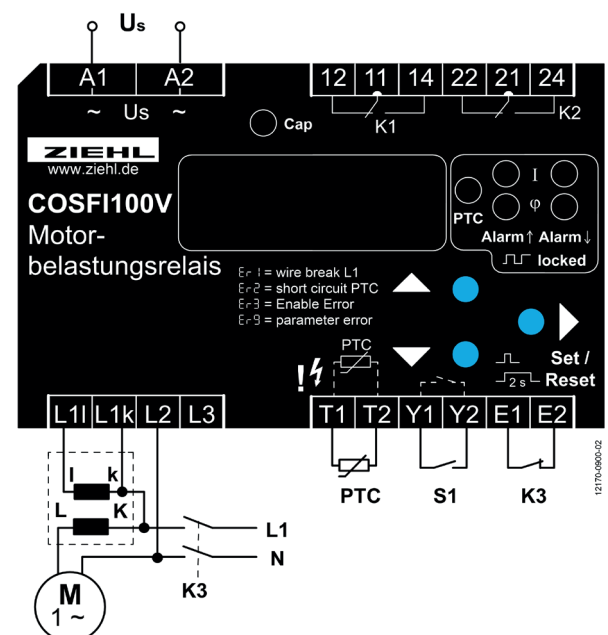 Us
A1 A2
~ Us ~
12 11 14 22 21 24
K1 K2
Cap
ZIEHL
www.ziehl.de
COSFI100V
Motor-
belastungsrelais
I
φ
PTC
Alarm↑ Alarm↓
locked
Er1 = wire break L1
Er2 = short circuit PTC
Er3 = Enable Error
Er9 = parameter error
PTC
Set /
2 s Reset
!
L1l L1k L2 L3
T1 T2 Y1 Y2 E1 E2
l k
L K
PTC S1 K3
12170-0900-02
L1
N
K3
M
1 ~